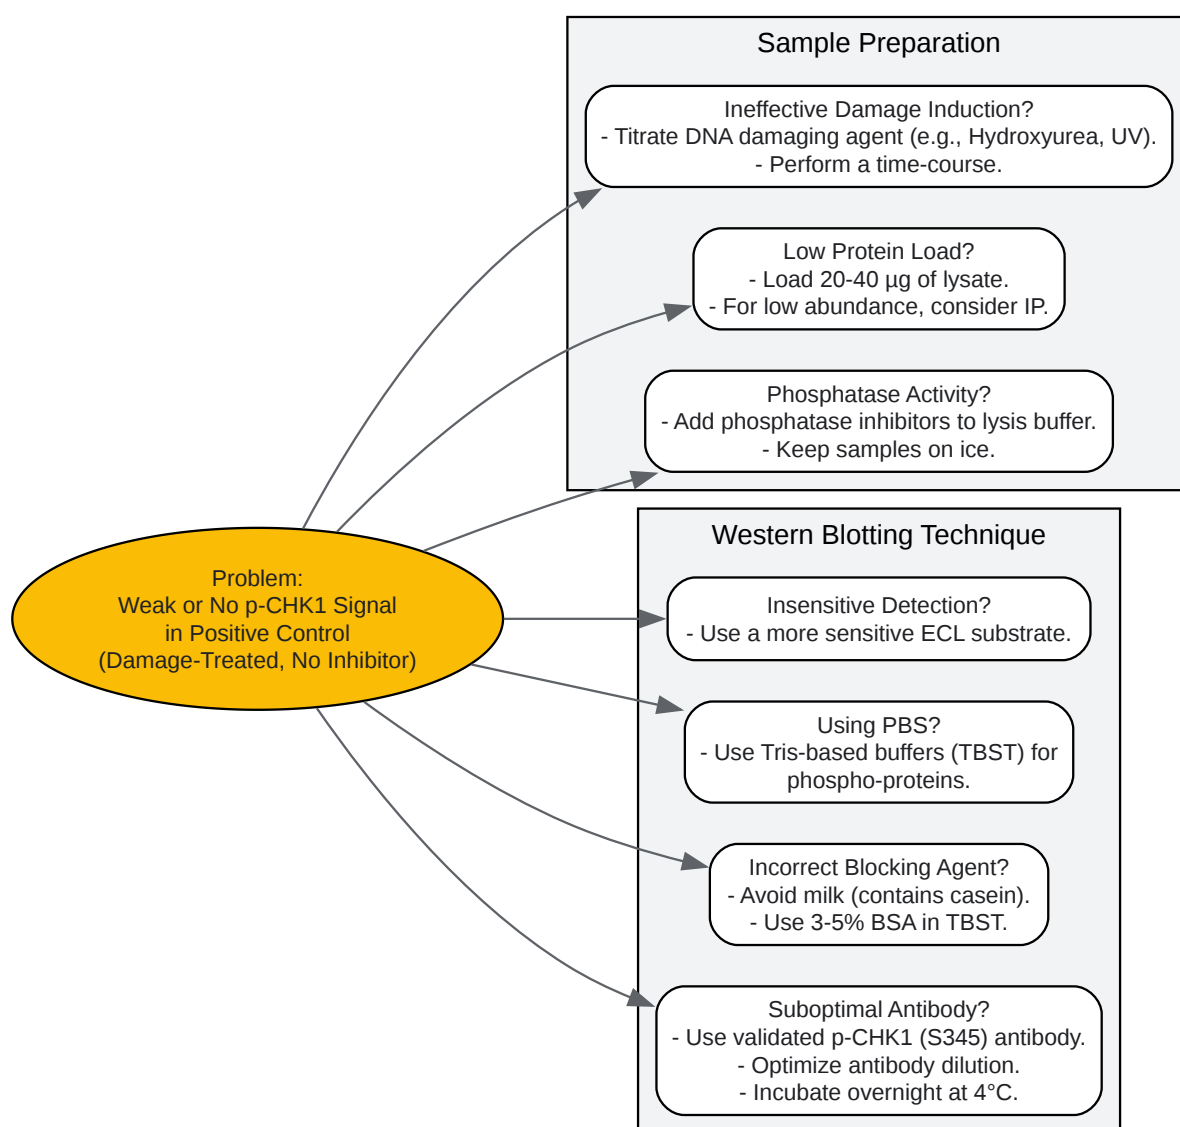 Sample Preparation
Ineffective Damage Induction?
- Titrate DNA damaging agent (e.g., Hydroxyurea, UV).
- Perform a time-course.
Low Protein Load?
- Load 20-40 µg of lysate.
- For low abundance, consider IP.
Phosphatase Activity?
- Add phosphatase inhibitors to lysis buffer.
- Keep samples on ice.
Problem:
Weak or No p-CHK1 Signal
in Positive Control
(Damage-Treated, No Inhibitor)
Western Blotting Technique
Insensitive Detection?
- Use a more sensitive ECL substrate.
Using PBS?
- Use Tris-based buffers (TBST) for
phospho-proteins.
Incorrect Blocking Agent?
- Avoid milk (contains casein).
- Use 3-5% BSA in TBST.
Suboptimal Antibody?
- Use validated p-CHK1 (S345) antibody.
- Optimize antibody dilution.
- Incubate overnight at 4°C.